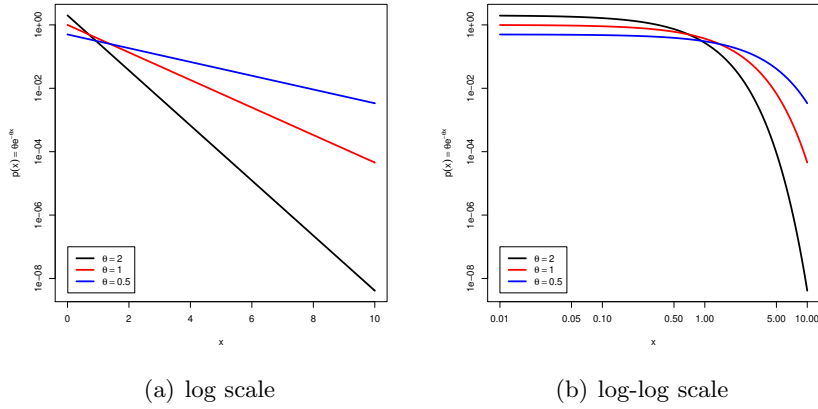 1e+00
1e−02
1e−04
1e−06
1e−08
p(x) = θe^−θx
θ = 2
θ = 1
θ = 0.5
0 2 4 6 8 10
x
(a) log scale
1e+00
1e−02
1e−04
1e−06
1e−08
p(x) = θe^−θx
θ = 2
θ = 1
θ = 0.5
0.01 0.05 0.10 0.50 1.00 5.00 10.00
x
(b) log-log scale